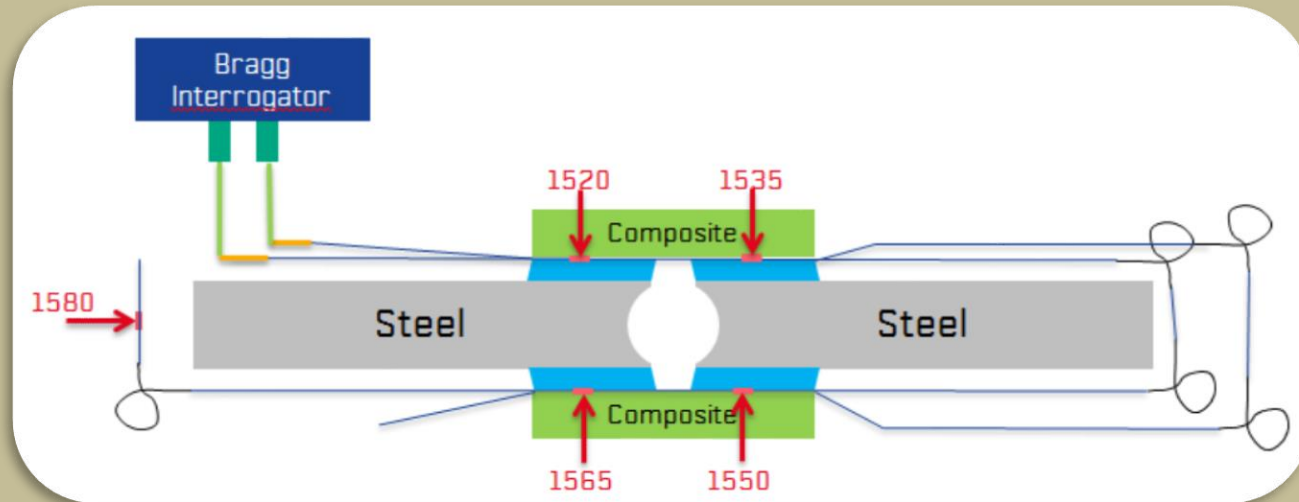 Bragg
Interrogator
1520
1535
Composite
1580
Steel
Steel
Composite
1565
1550